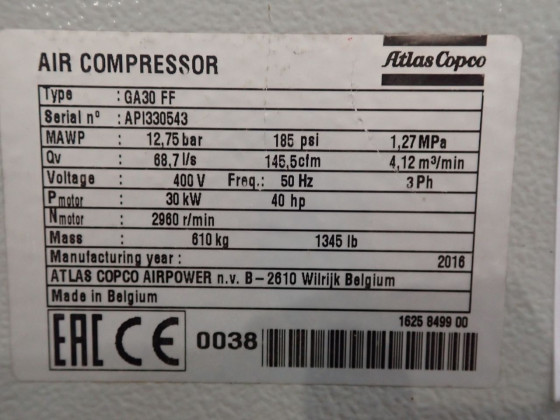 Atlas Copco
AIR COMPRESSOR
Type : GA30 FF
Serial n° : API330543
MAWP : 12,75 bar 185 psi 1,27 MPa
Qv : 68,7 l/s 145,5 cfm 4,12 m³/min
Voltage : 400 V Freq.: 50 Hz 3 Ph
Pmotor : 30 kW 40 hp
Nmotor : 2960 r/min
Mass : 610 kg 1345 lb
Manufacturing year : 2016
ATLAS COPCO AIRPOWER n.v. B-2610 Wilrijk Belgium
Made in Belgium
1625 8499 00
EAC CE 0038